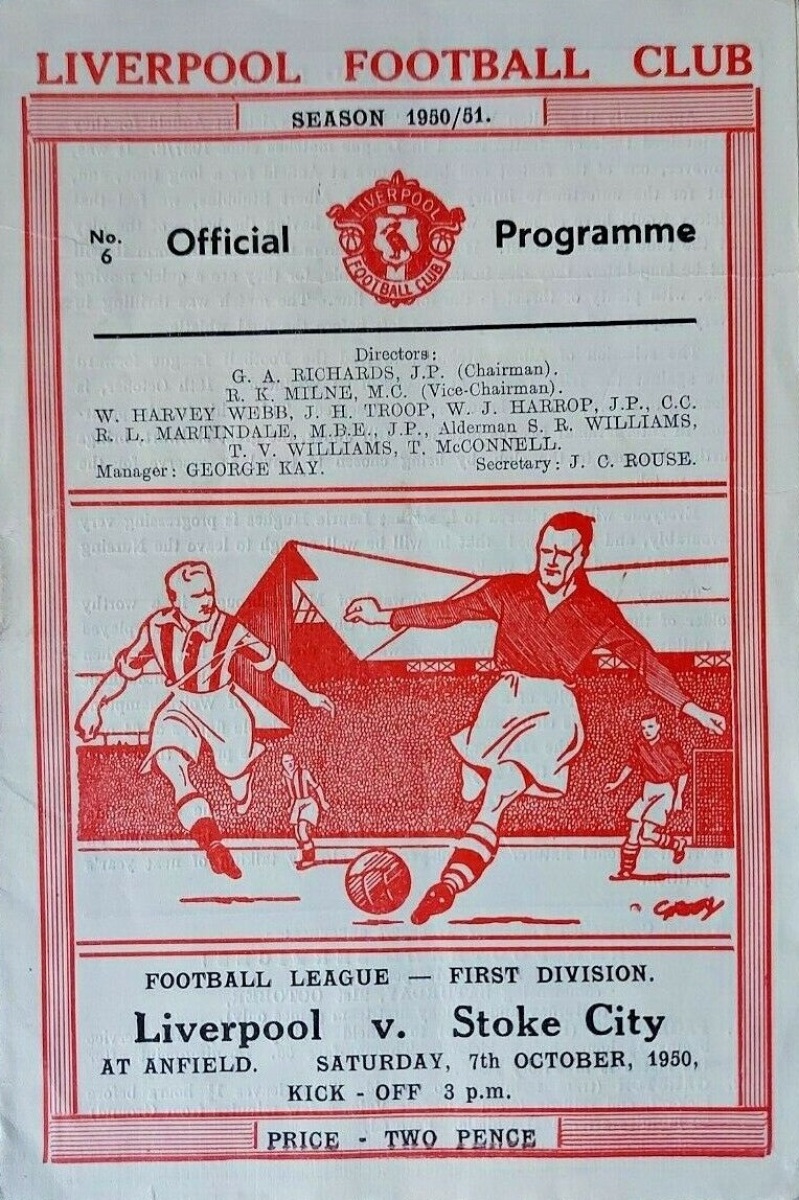 LIVERPOOL FOOTBALL CLUB
SEASON 1950/51.
No. 6 Official Programme
LIVERPOOL
FOOTBALL CLUB
Directors:
G. A. RICHARDS, J.P. (Chairman).
R. K. MILNE, M.C. (Vice-Chairman).
W. HARVEY WEBB, J. H. TROOP, W. J. HARROP, J.P., C.C.
R. L. MARTINDALE, M.B.E., J.P., Alderman S. R. WILLIAMS,
T. V. WILLIAMS, T. McCONNELL.
Manager: GEORGE KAY. Secretary: J. C. ROUSE.
FOOTBALL LEAGUE — FIRST DIVISION.
Liverpool v. Stoke City
AT ANFIELD. SATURDAY, 7th OCTOBER, 1950,
KICK - OFF 3 p.m.
PRICE - TWO PENCE